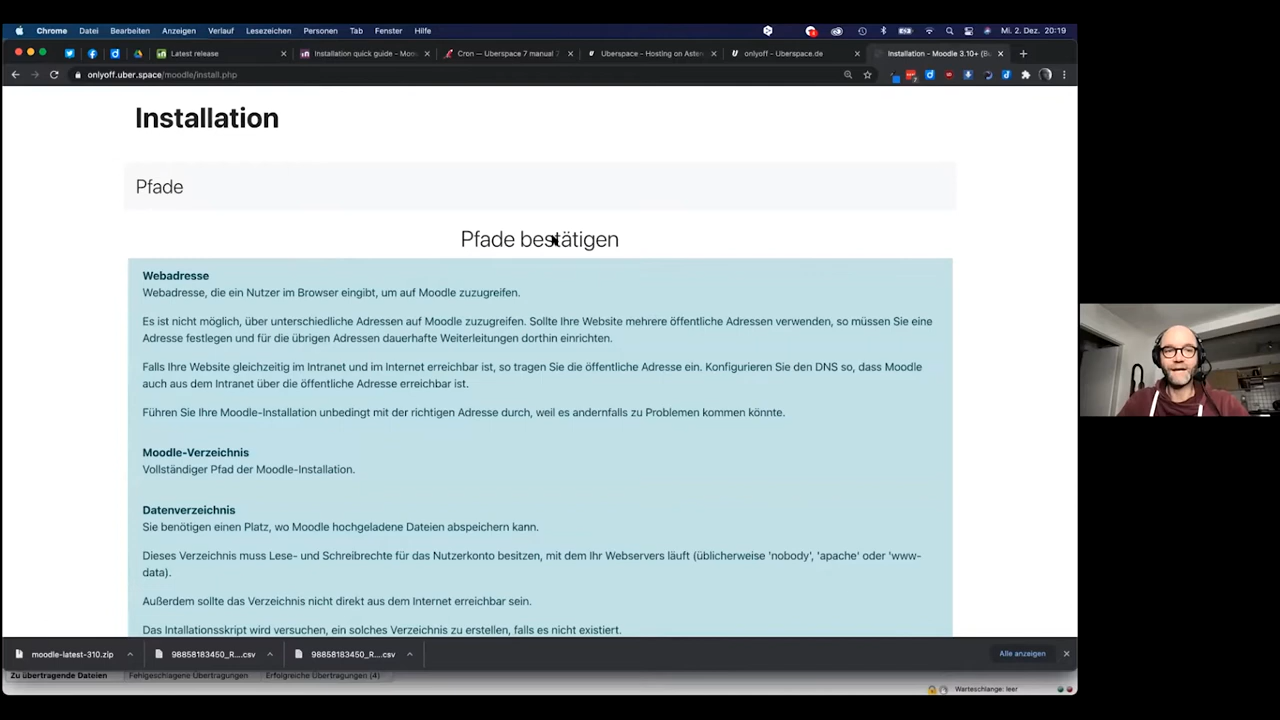 Chrome Datei Bearbeiten Anzeigen Verlauf Lesezeichen Personen Tab Fenster Hilfe Mi. 2. Dez. 20:19
Latest release Installation quick guide - Moo Cron — Uberspace 7 manual Uberspace - Hosting on Aste onlyoff - Uberspace.de Installation - Moodle 3.10+ (Bu
onlyoff.uber.space/moodle/install.php
Installation
Pfade
Pfade bestätigen
Webadresse
Webadresse, die ein Nutzer im Browser eingibt, um auf Moodle zuzugreifen.
Es ist nicht möglich, über unterschiedliche Adressen auf Moodle zuzugreifen. Sollte Ihre Website mehrere öffentliche Adressen verwenden, so müssen Sie eine
Adresse festlegen und für die übrigen Adressen dauerhafte Weiterleitungen dorthin einrichten.
Falls Ihre Website gleichzeitig im Intranet und im Internet erreichbar ist, so tragen Sie die öffentliche Adresse ein. Konfigurieren Sie den DNS so, dass Moodle
auch aus dem Intranet über die öffentliche Adresse erreichbar ist.
Führen Sie Ihre Moodle-Installation unbedingt mit der richtigen Adresse durch, weil es andernfalls zu Problemen kommen könnte.
Moodle-Verzeichnis
Vollständiger Pfad der Moodle-Installation.
Datenverzeichnis
Sie benötigen einen Platz, wo Moodle hochgeladene Dateien abspeichern kann.
Dieses Verzeichnis muss Lese- und Schreibrechte für das Nutzerkonto besitzen, mit dem Ihr Webservers läuft (üblicherweise 'nobody', 'apache' oder 'www-
data).
Außerdem sollte das Verzeichnis nicht direkt aus dem Internet erreichbar sein.
Das Intallationsskript wird versuchen, ein solches Verzeichnis zu erstellen, falls es nicht existiert.
moodle-latest-310.zip 98858183450_R....csv 98858183450_R....csv Alle anzeigen
Zu übertragende Dateien Fehlgeschlagene Übertragungen Erfolgreiche Übertragungen (4)
Warteschlange: leer